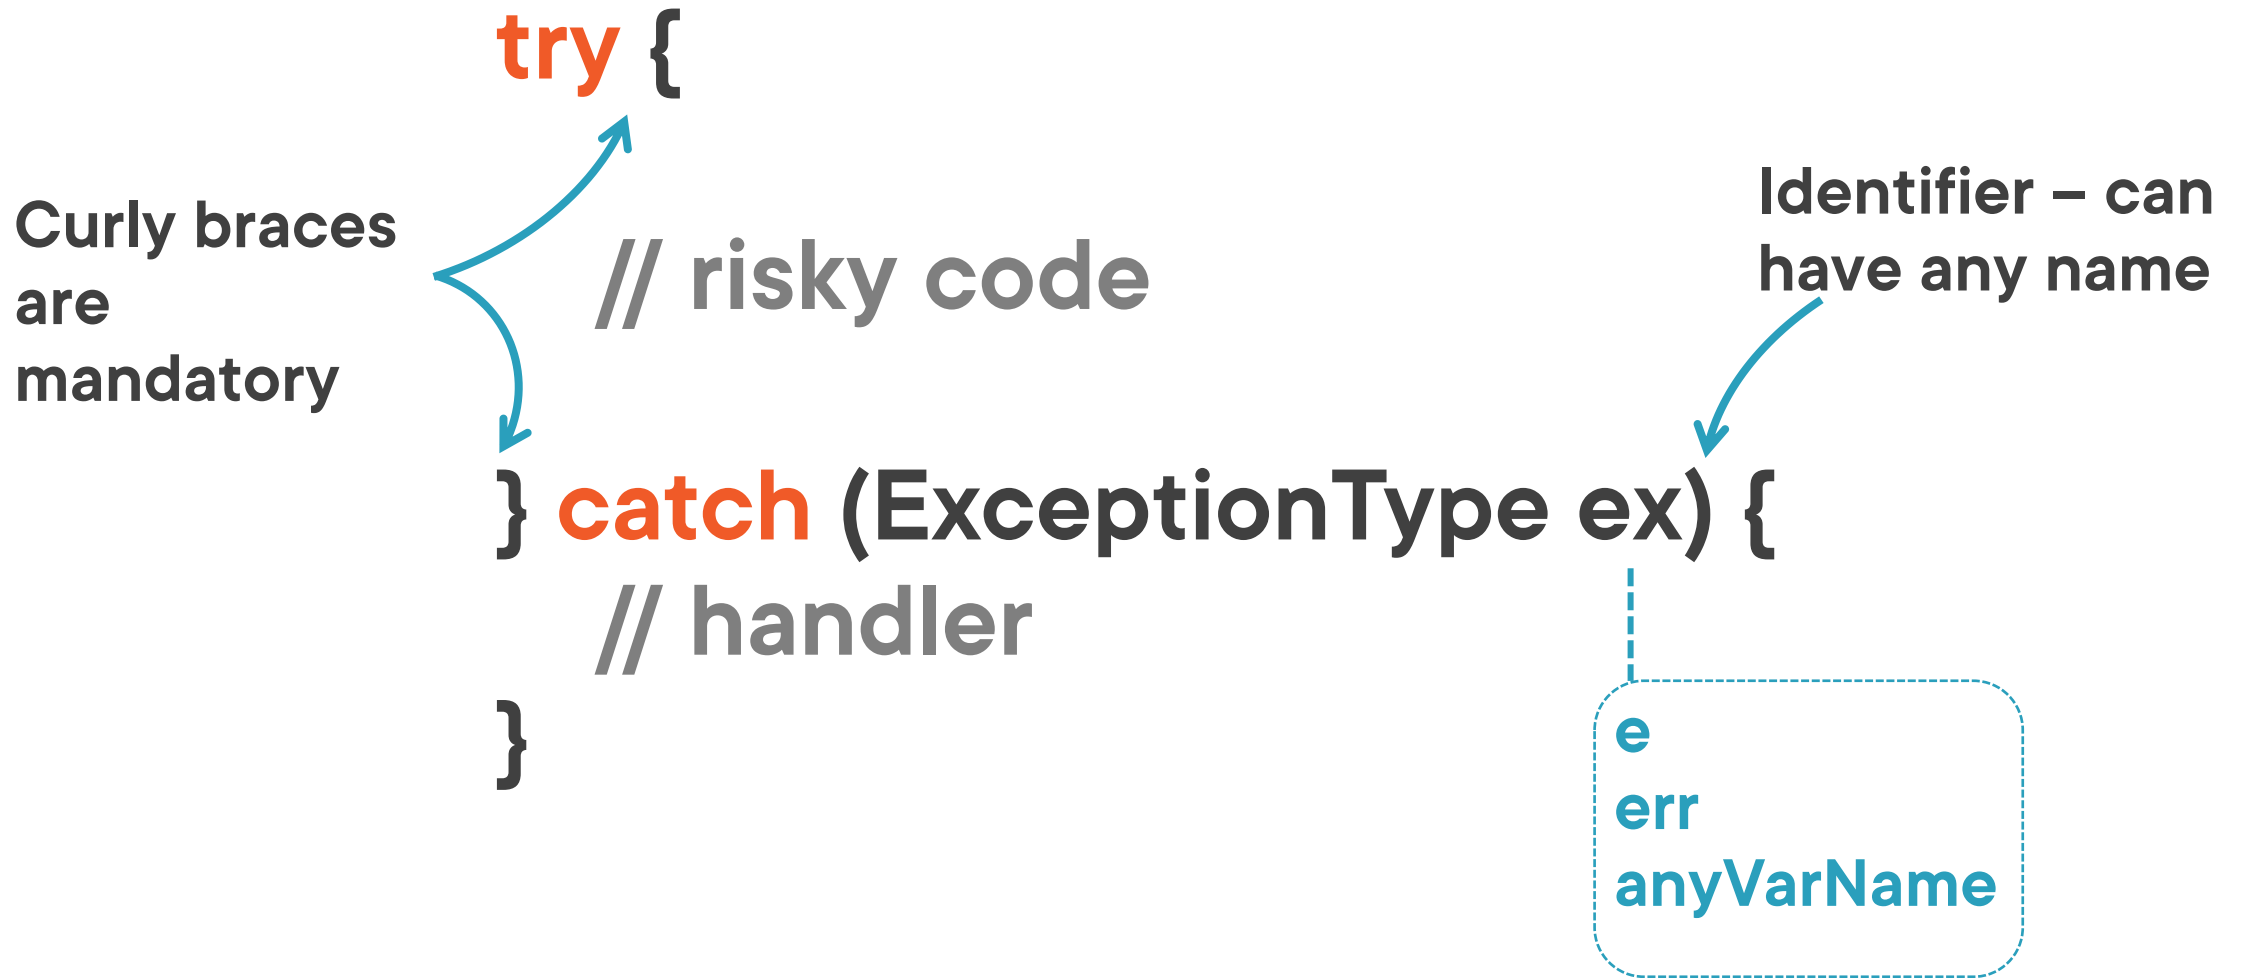 try {
Curly braces
are
mandatory
Identifier – can
have any name
// risky code
} catch (ExceptionType ex) {
// handler
}
e
err
anyVarName